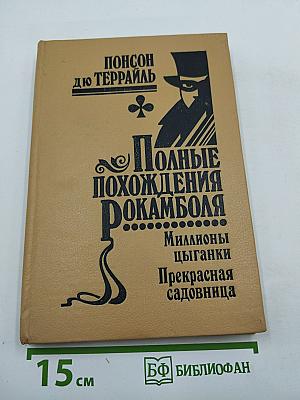 ПОНСОН
ДЮ ТЕРРАЙЛЬ
ПОЛНЫЕ
ПОХОЖДЕНИЯ
РОКАМБОЛЯ
Миллионы
цыганки
Прекрасная
садовница
15 см
БФ БИБЛИОФАН